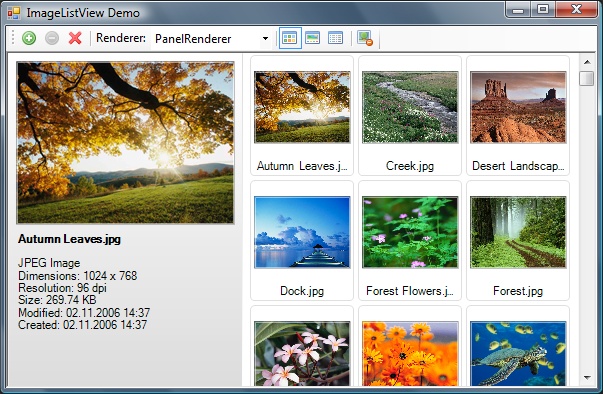 ImageListView Demo
Renderer: PanelRenderer
Autumn Leaves.j... Creek.jpg Desert Landscap...
Dock.jpg Forest Flowers.j... Forest.jpg
Autumn Leaves.jpg
JPEG Image
Dimensions: 1024 x 768
Resolution: 96 dpi
Size: 269.74 KB
Modified: 02.11.2006 14:37
Created: 02.11.2006 14:37